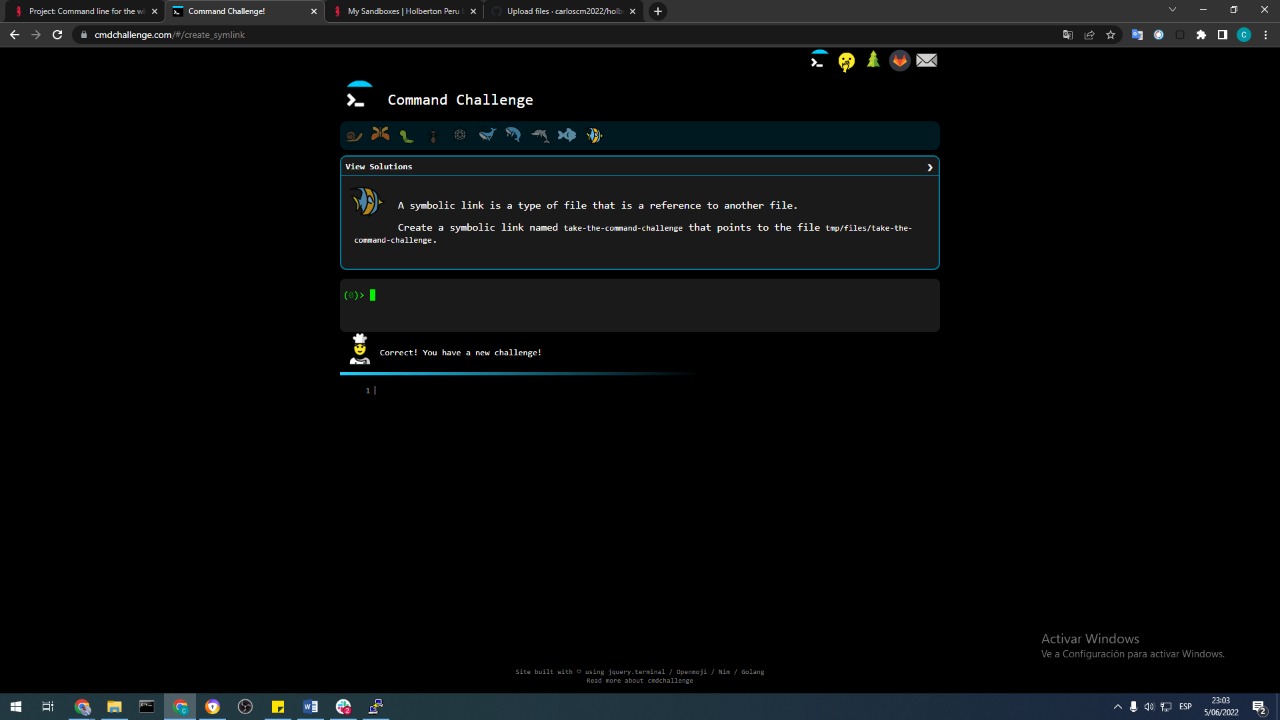 Project: Command line for the wi
Command Challenge!
My Sandboxes | Holberton Peru I
Upload files · carloscm2022/holb
cmdchallenge.com/#/create_symlink
Command Challenge
View Solutions
A symbolic link is a type of file that is a reference to another file.
Create a symbolic link named take-the-command-challenge that points to the file tmp/files/take-the-
command-challenge.
(0)>
Correct! You have a new challenge!
1
Activar Windows
Ve a Configuración para activar Windows.
Site built with ♡ using jquery.terminal / Openmoji / Nim / Golang
Read more about cmdchallenge
ESP
23:03
5/06/2022